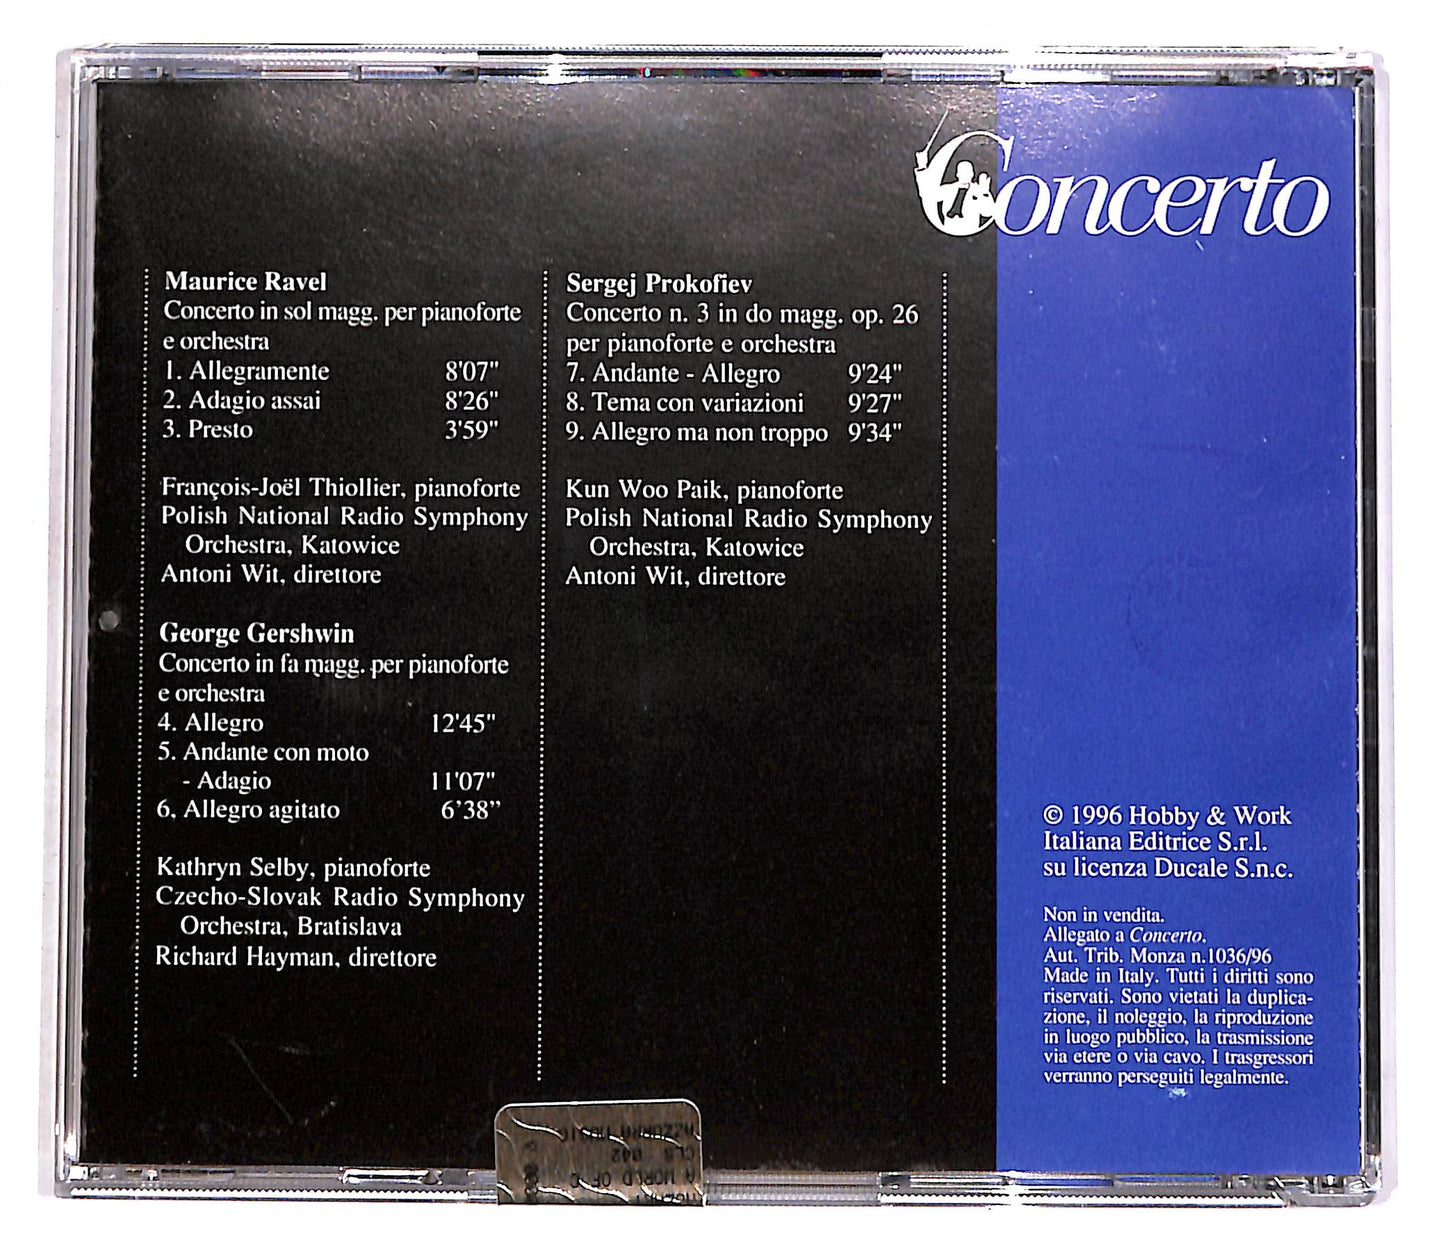 Concerto
Maurice Ravel
Concerto in sol magg. per pianoforte
e orchestra
1. Allegramente 8'07"
2. Adagio assai 8'26"
3. Presto 3'59"
François-Joël Thiollier, pianoforte
Polish National Radio Symphony
Orchestra, Katowice
Antoni Wit, direttore
George Gershwin
Concerto in fa magg. per pianoforte
e orchestra
4. Allegro 12'45"
5. Andante con moto
- Adagio 11'07"
6. Allegro agitato 6'38"
Kathryn Selby, pianoforte
Czecho-Slovak Radio Symphony
Orchestra, Bratislava
Richard Hayman, direttore
Sergej Prokofiev
Concerto n. 3 in do magg. op. 26
per pianoforte e orchestra
7. Andante - Allegro 9'24"
8. Tema con variazioni 9'27"
9. Allegro ma non troppo 9'34"
Kun Woo Paik, pianoforte
Polish National Radio Symphony
Orchestra, Katowice
Antoni Wit, direttore
© 1996 Hobby & Work
Italiana Editrice S.r.l.
su licenza Ducale S.n.c.
Non in vendita.
Allegato a Concerto.
Aut. Trib. Monza n.1036/96
Made in Italy. Tutti i diritti sono
riservati. Sono vietati la duplica-
zione, il noleggio, la riproduzione
in luogo pubblico, la trasmissione
via etere o via cavo. I trasgressori
verranno perseguiti legalmente.
AZZURRA MUSIC
CLS 042
A WORLD OF C